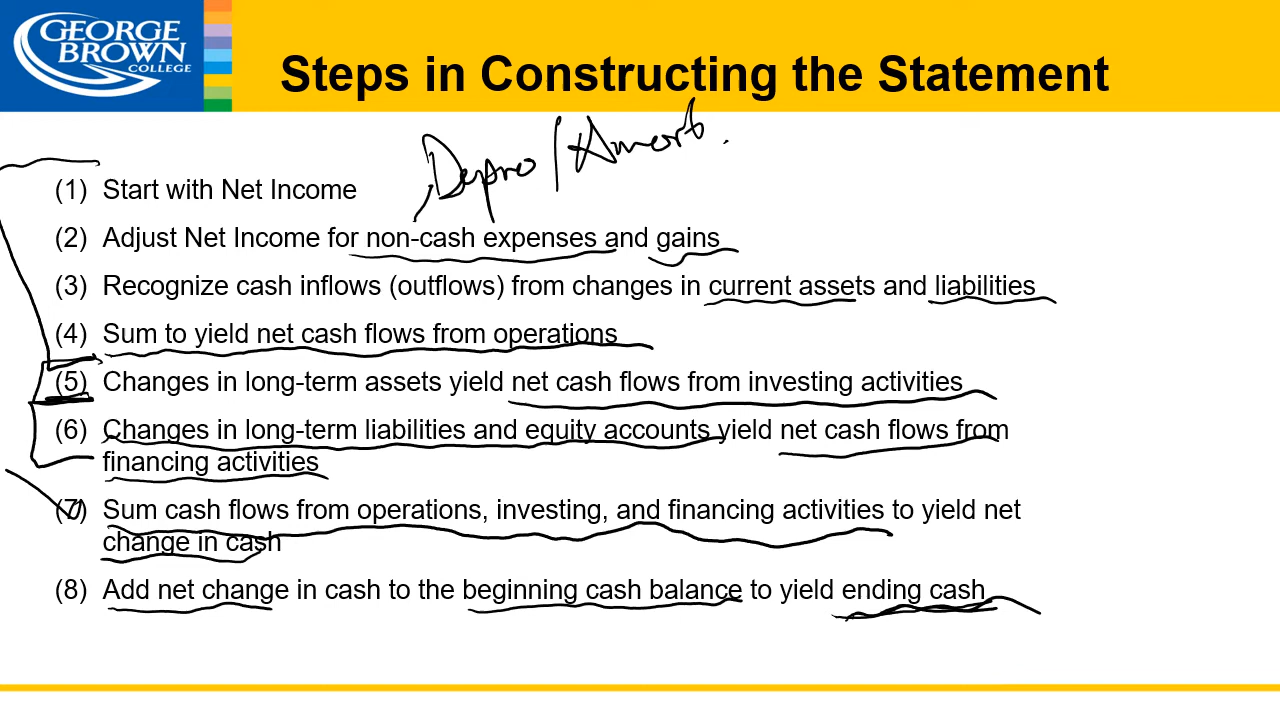 GEORGE
BROWN
COLLEGE
Steps in Constructing the Statement
Depre/Amort.
(1) Start with Net Income
(2) Adjust Net Income for non-cash expenses and gains
(3) Recognize cash inflows (outflows) from changes in current assets and liabilities
(4) Sum to yield net cash flows from operations
(5) Changes in long-term assets yield net cash flows from investing activities
(6) Changes in long-term liabilities and equity accounts yield net cash flows from
financing activities
(7) Sum cash flows from operations, investing, and financing activities to yield net
change in cash
(8) Add net change in cash to the beginning cash balance to yield ending cash